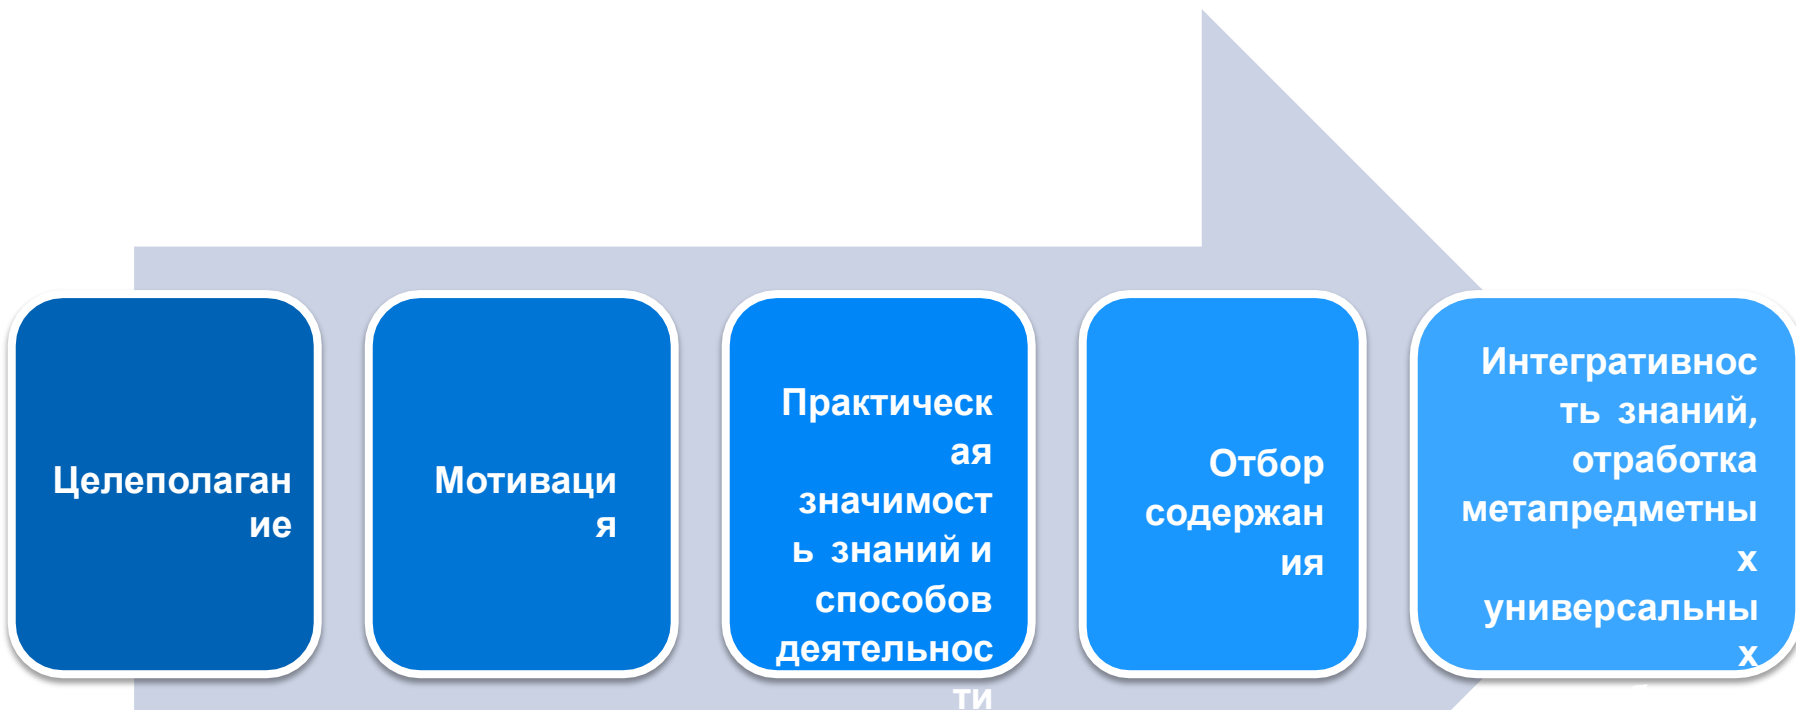 Целеполаган
ие
Мотиваци
я
Практическ
ая
значимост
ь знаний и
способов
деятельнос
ти
Отбор
содержан
ия
Интегративнос
ть знаний,
отработка
метапредметны
х
универсальны
х